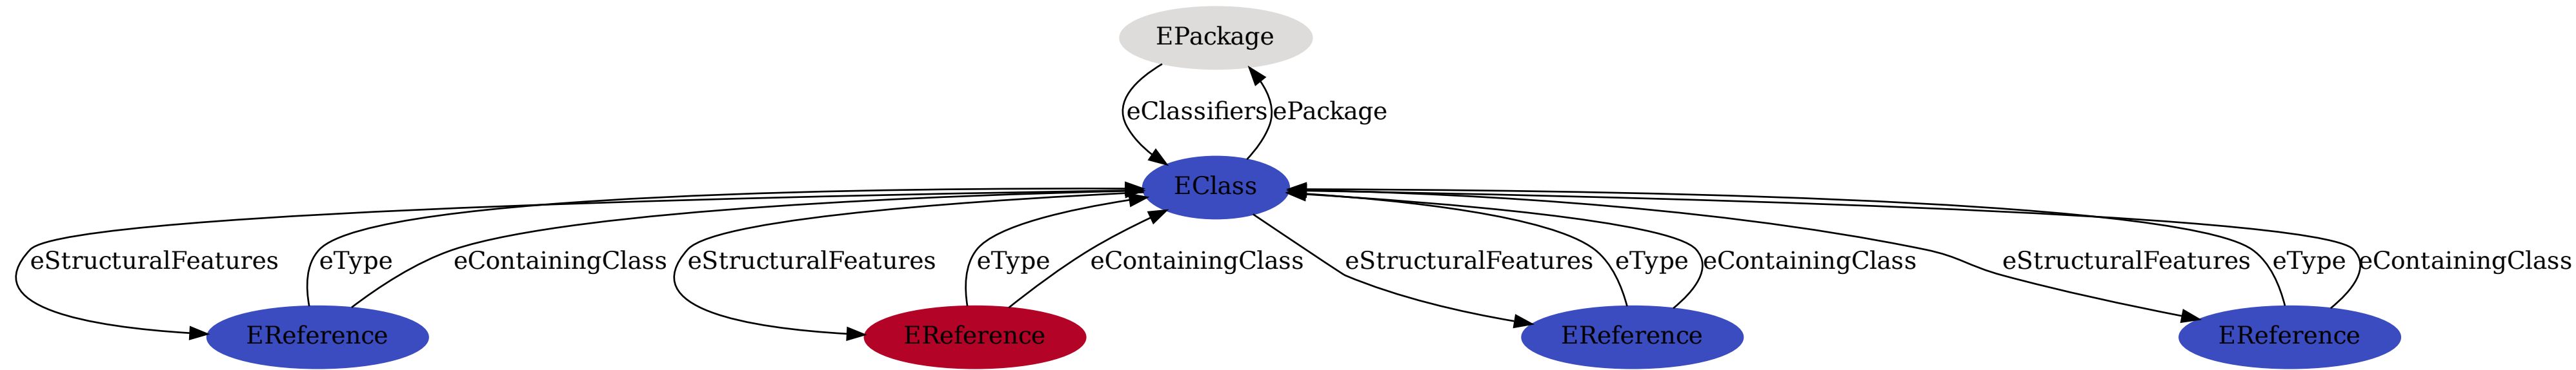 EPackage
eClassifiers ePackage
EClass
eStructuralFeatures eType eContainingClass eStructuralFeatures eType eContainingClass eStructuralFeatures eType eContainingClass eStructuralFeatures eType eContainingClass
EReference EReference EReference EReference